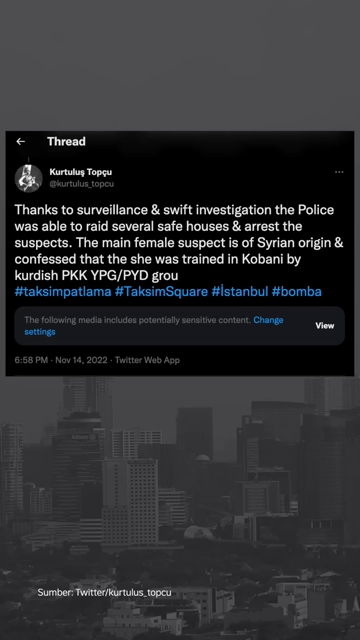 Thread
Kurtuluş Topçu
@kurtulus_topcu
Thanks to surveillance & swift investigation the Police
was able to raid several safe houses & arrest the
suspects. The main female suspect is of Syrian origin &
confessed that the she was trained in Kobani by
kurdish PKK YPG/PYD grou
#taksimpatlama #TaksimSquare #İstanbul #bomba
The following media includes potentially sensitive content. Change
settings
View
6:58 PM · Nov 14, 2022 · Twitter Web App
Sumber: Twitter/kurtulus_topcu